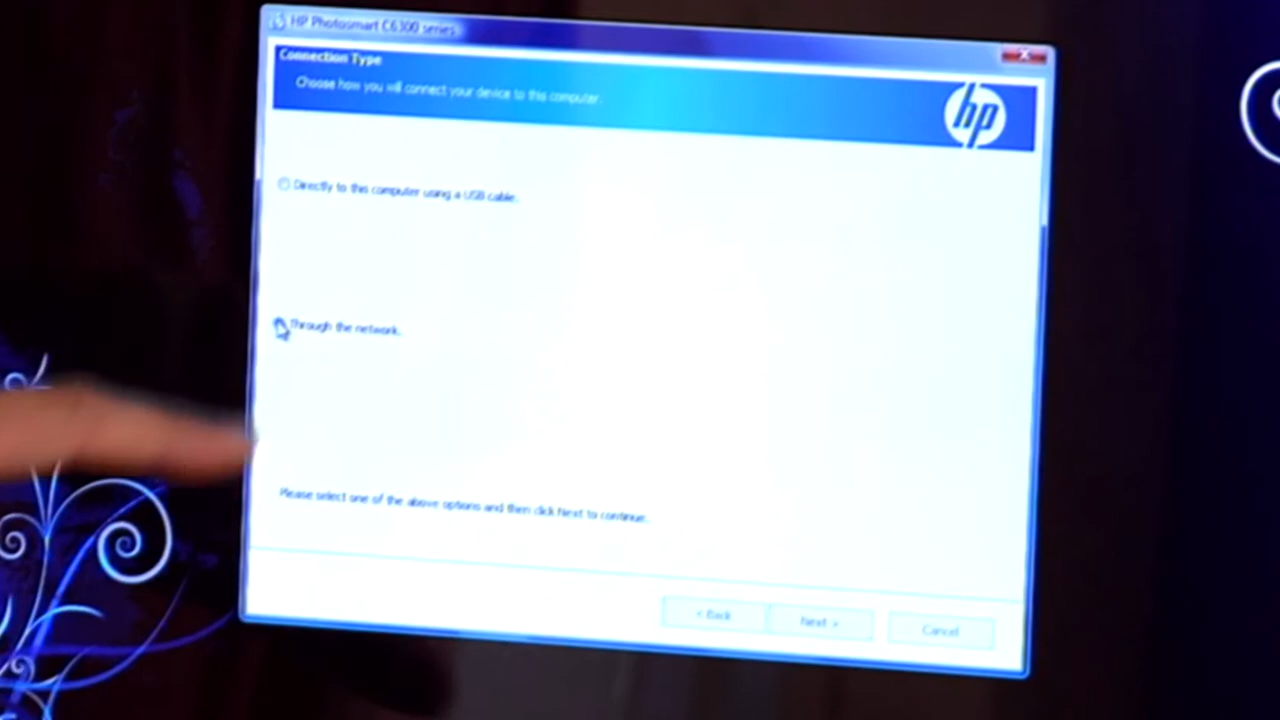 HP Photosmart C6300 series
Connection Type
Choose how you will connect your device to this computer.
hp
Directly to this computer using a USB cable.
Through the network.
Please select one of the above options and then click Next to continue.
< Back
Next >
Cancel